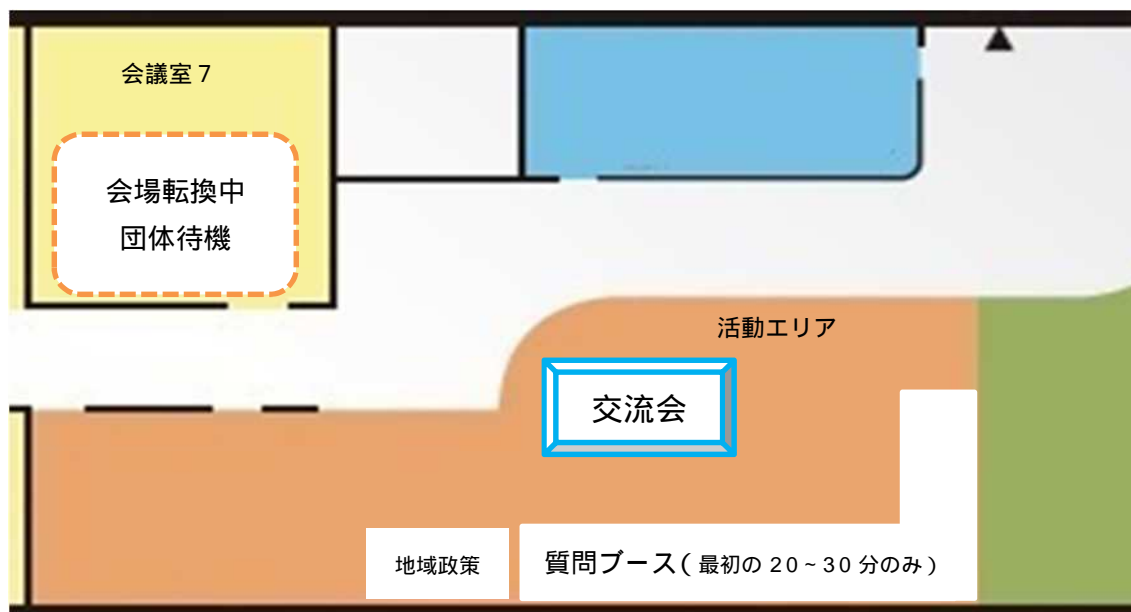 会議室７
会場転換中
団体待機
活動エリア
交流会
地域政策
質問ブース（最初の２０～３０分のみ）